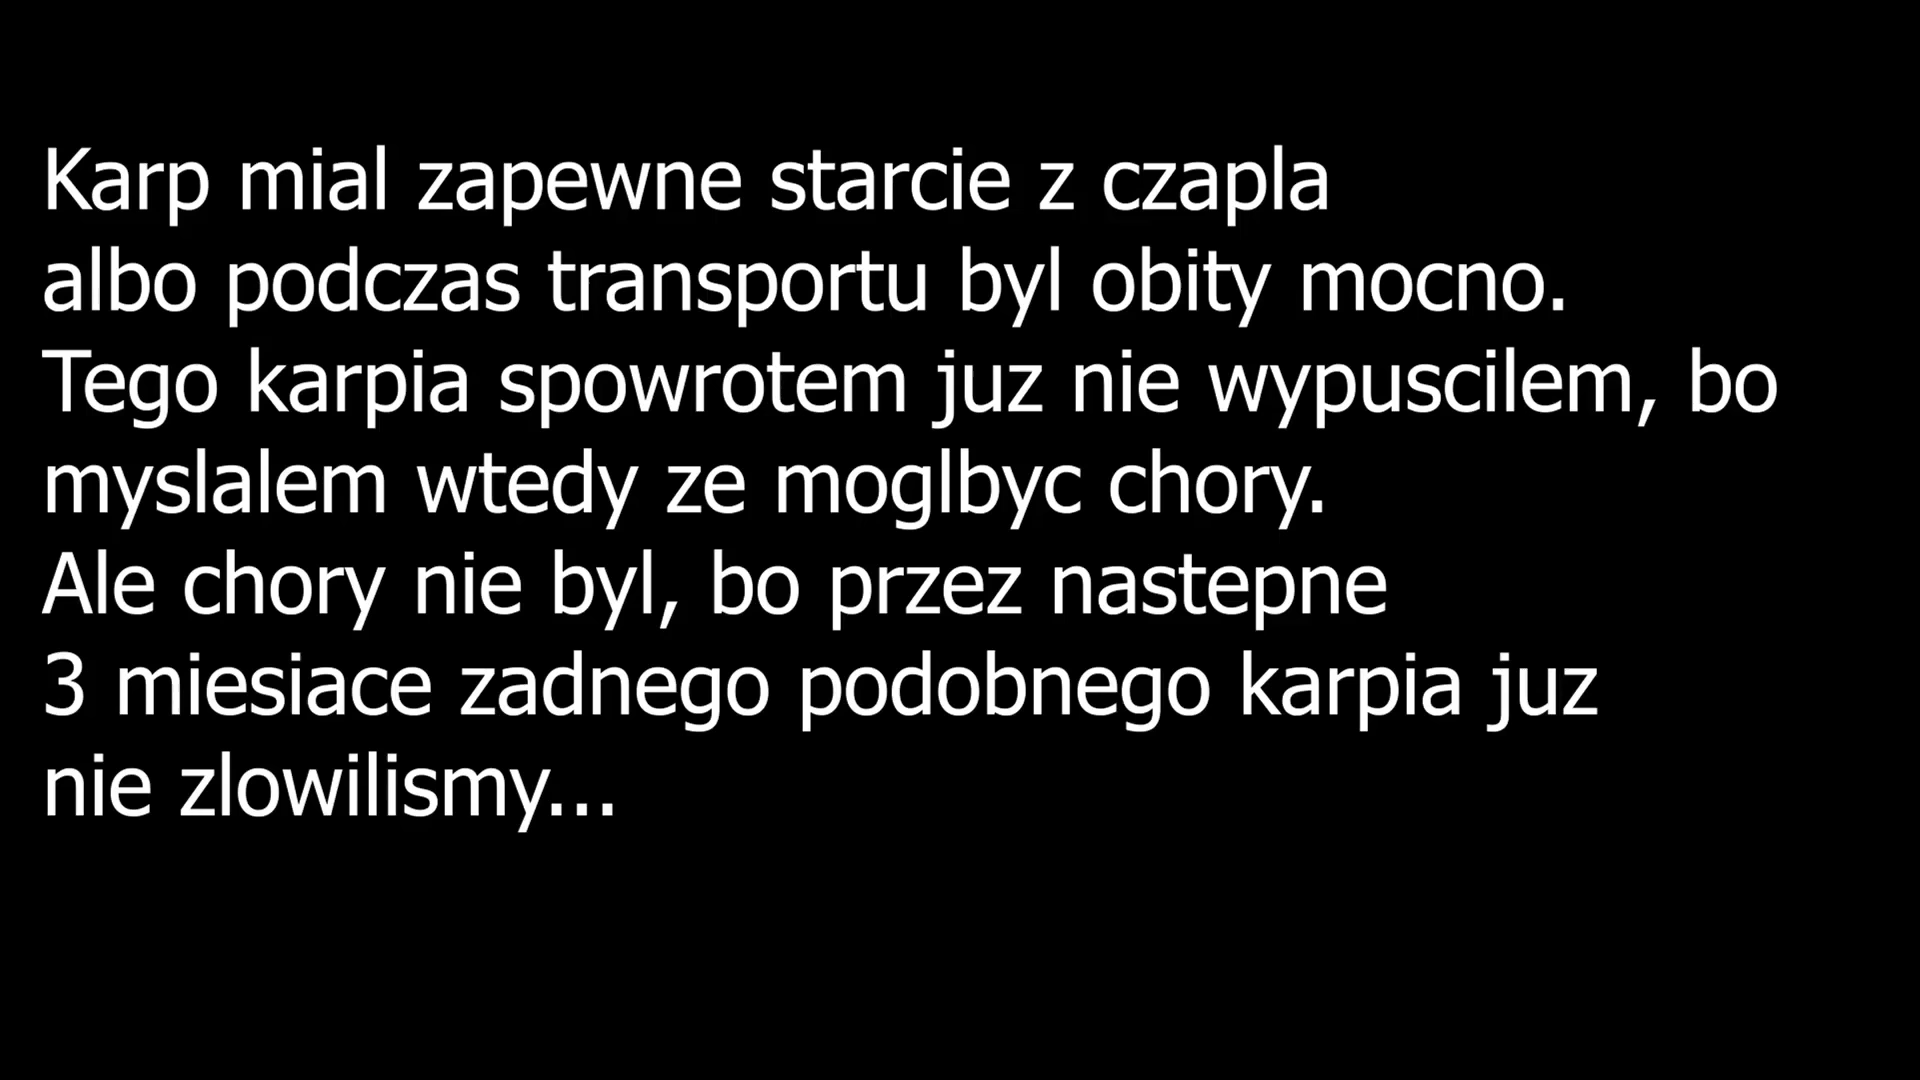 Karp mial zapewne starcie z czapla
albo podczas transportu byl obity mocno.
Tego karpia spowrotem juz nie wypuscilem, bo
myslalem wtedy ze moglbyc chory.
Ale chory nie byl, bo przez nastepne
3 miesiace zadnego podobnego karpia juz
nie zlowilismy...